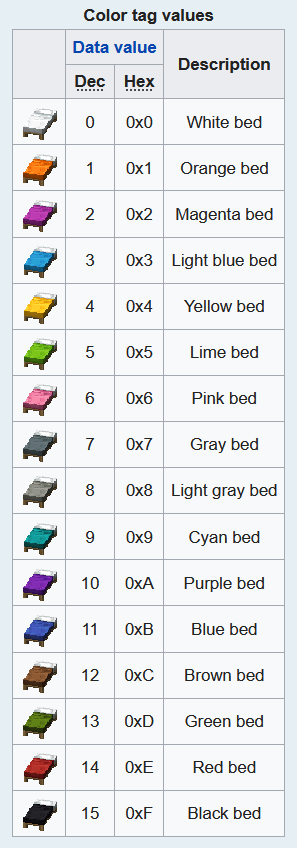 Color tag values
Data value
Description
Dec Hex
0 0x0 White bed
1 0x1 Orange bed
2 0x2 Magenta bed
3 0x3 Light blue bed
4 0x4 Yellow bed
5 0x5 Lime bed
6 0x6 Pink bed
7 0x7 Gray bed
8 0x8 Light gray bed
9 0x9 Cyan bed
10 0xA Purple bed
11 0xB Blue bed
12 0xC Brown bed
13 0xD Green bed
14 0xE Red bed
15 0xF Black bed